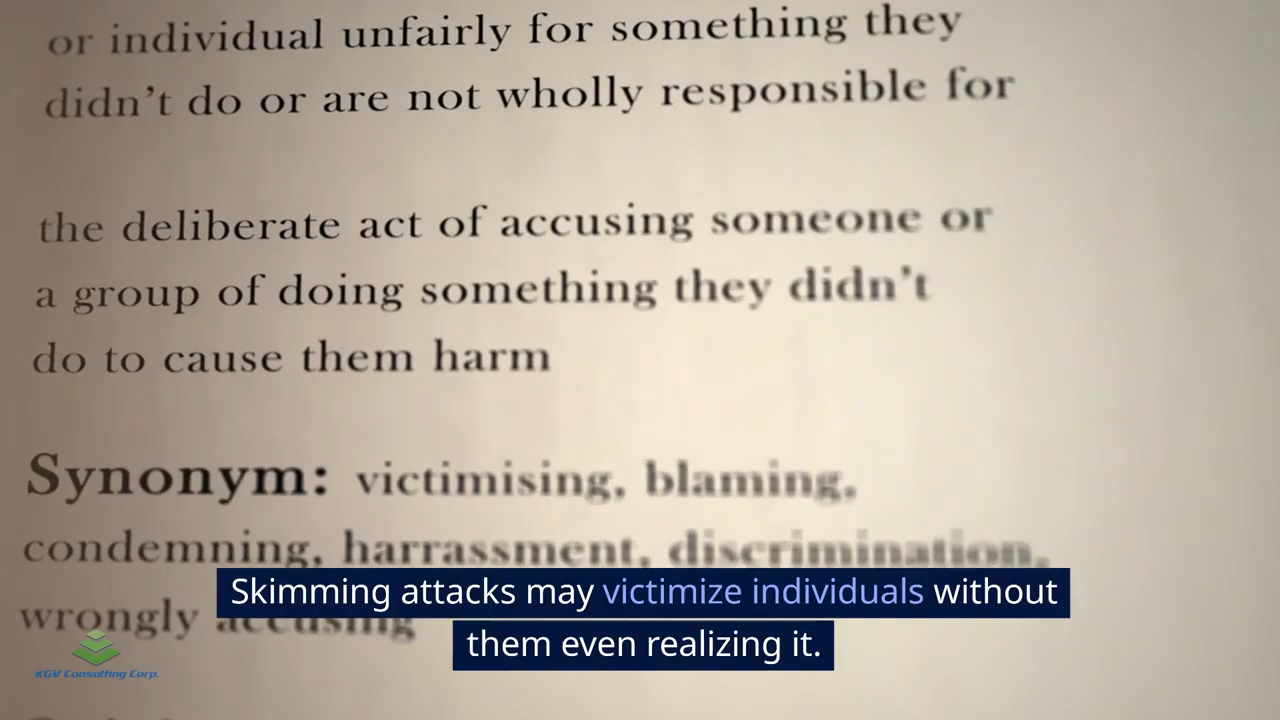 or individual unfairly for something they
didn't do or are not wholly responsible for
the deliberate act of accusing someone or
a group of doing something they didn't
do to cause them harm
Synonym: victimising, blaming,
condemning, harrassment, discrimination,
wrongly accusing
Skimming attacks may victimize individuals without
them even realizing it.
KGV Consulting Corp.